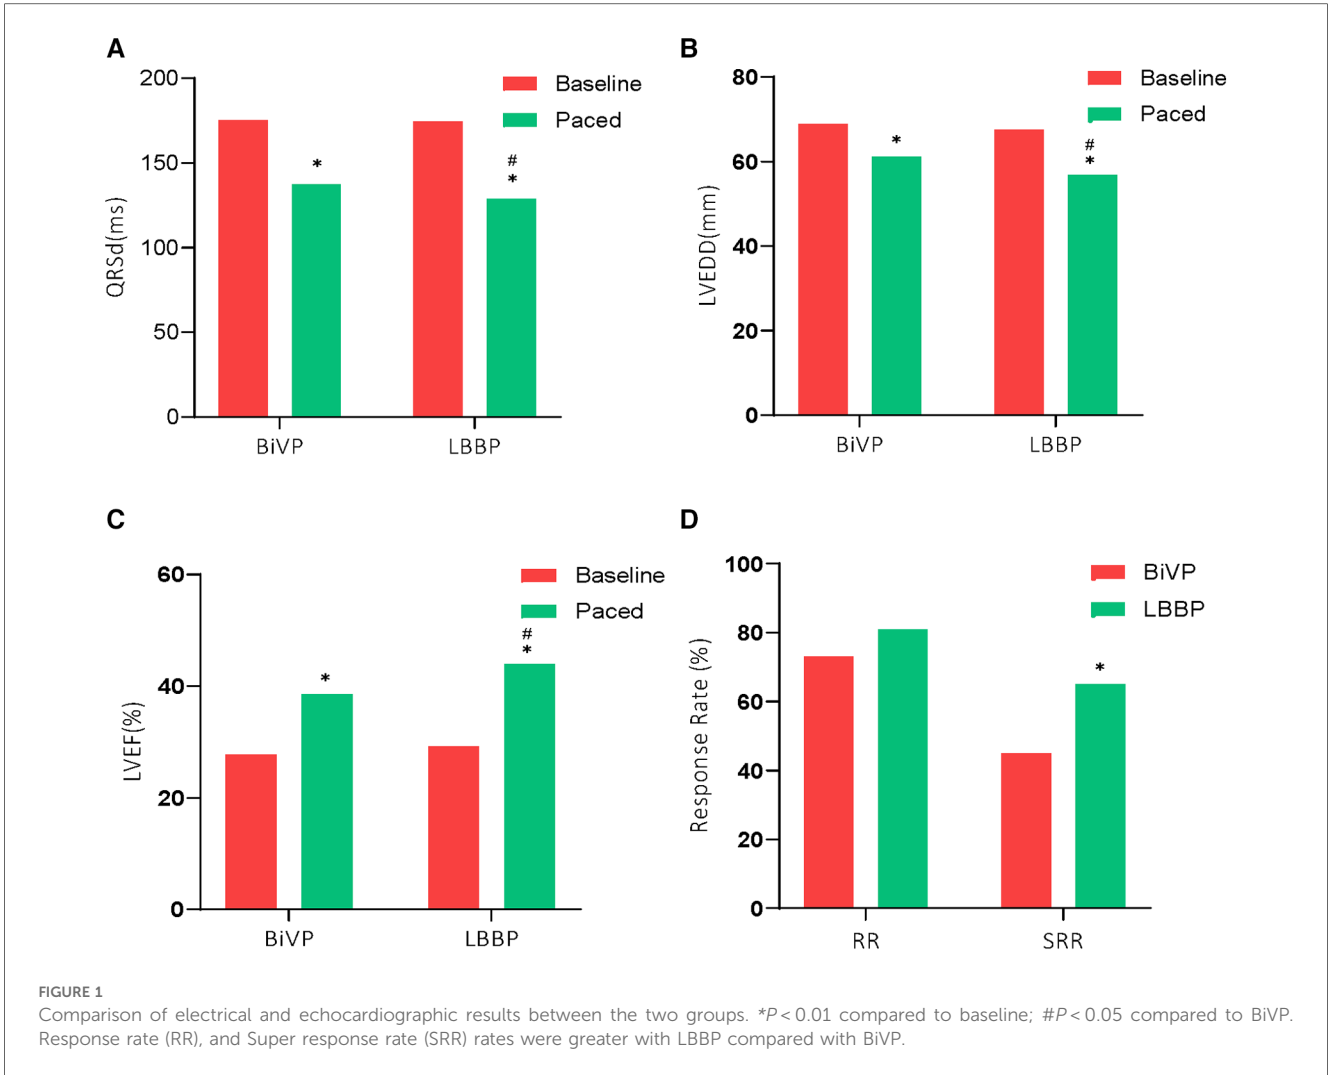 A
200
150
100
50
0
QRSd(ms)
Baseline
Paced
*
#
*
BiVP
LBBP
B
80
60
40
20
0
LVEDD(mm)
Baseline
Paced
*
#
*
BiVP
LBBP
C
60
40
20
0
LVEF(%)
Baseline
Paced
*
#
*
BiVP
LBBP
D
100
80
60
40
20
0
Response Rate (%)
BiVP
LBBP
*
RR
SRR
FIGURE 1
Comparison of electrical and echocardiographic results between the two groups. *P < 0.01 compared to baseline; #P < 0.05 compared to BiVP.
Response rate (RR), and Super response rate (SRR) rates were greater with LBBP compared with BiVP.